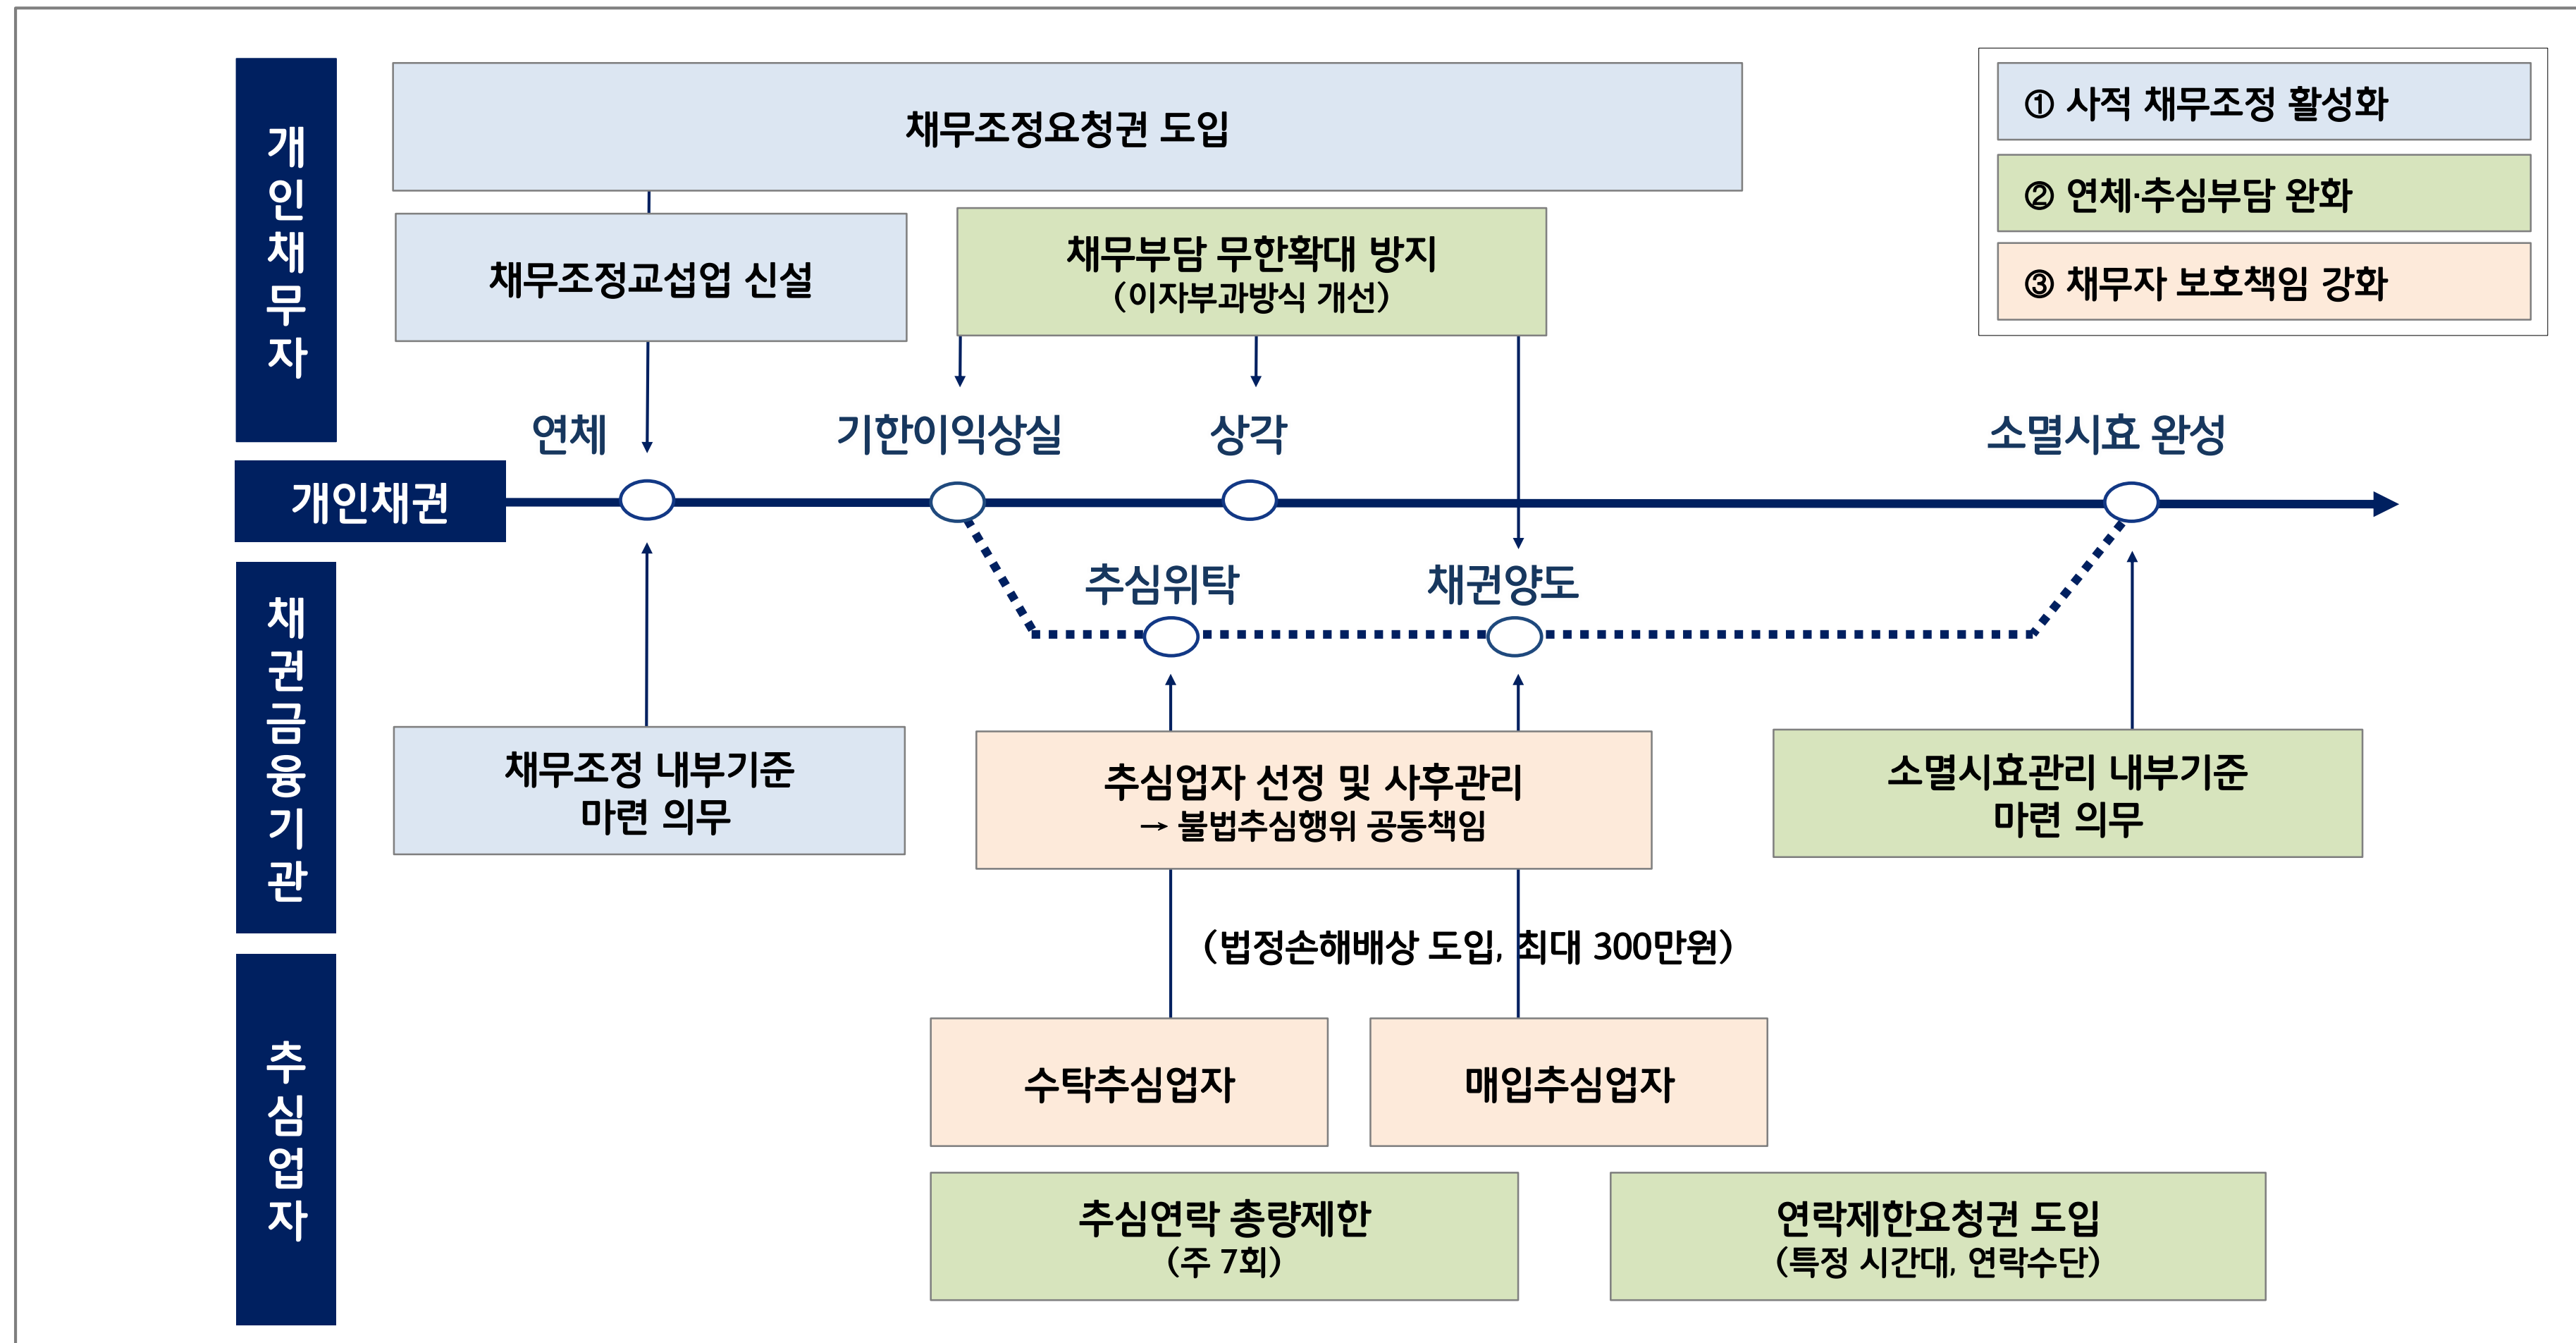 개인채무자
채무조정요청권 도입
채무조정교섭업 신설
채무부담 무한확대 방지
(이자부과방식 개선)
① 사적 채무조정 활성화
② 연체·추심부담 완화
③ 채무자 보호책임 강화
연체
기한이익상실
상각
소멸시효 완성
개인채권
추심위탁
채권양도
채권금융기관
채무조정 내부기준
마련 의무
추심업자 선정 및 사후관리
→ 불법추심행위 공동책임
소멸시효관리 내부기준
마련 의무
(법정손해배상 도입, 최대 300만원)
추심업자
수탁추심업자
매입추심업자
추심연락 총량제한
(주 7회)
연락제한요청권 도입
(특정 시간대, 연락수단)